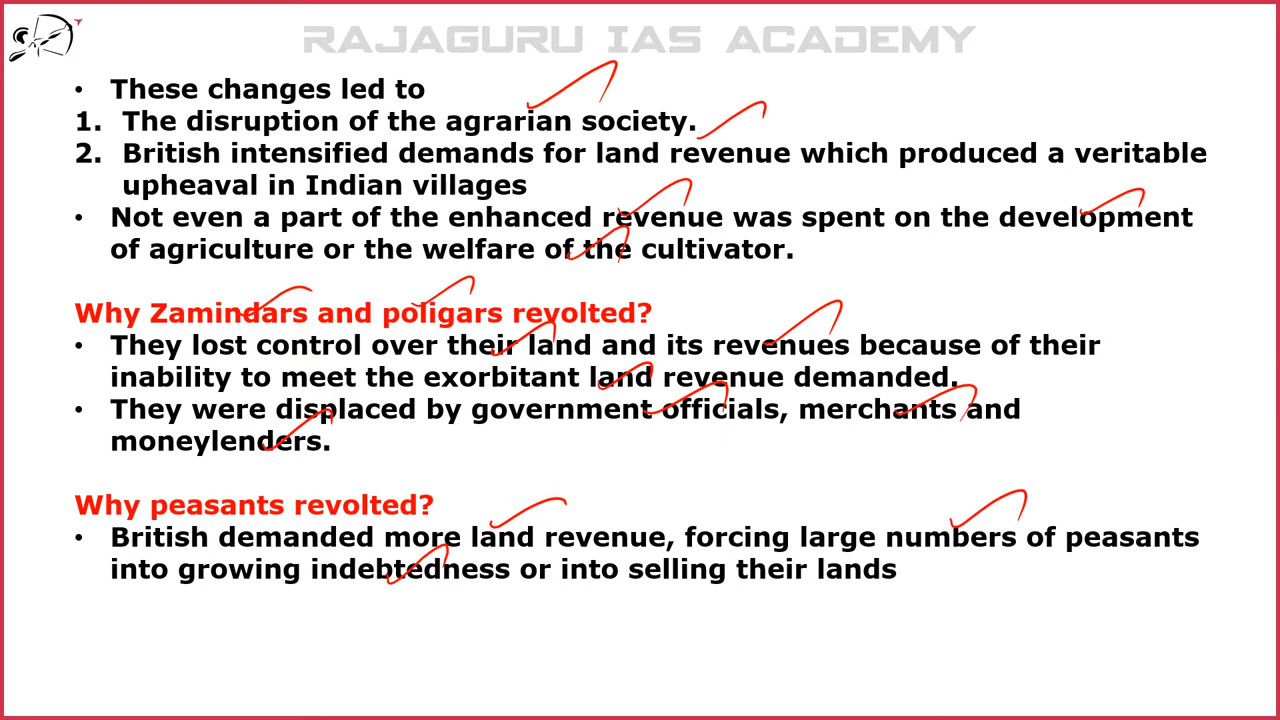 RAJAGURU IAS ACADEMY
• These changes led to
1. The disruption of the agrarian society.
2. British intensified demands for land revenue which produced a veritable
upheaval in Indian villages
• Not even a part of the enhanced revenue was spent on the development
of agriculture or the welfare of the cultivator.
Why Zamindars and poligars revolted?
• They lost control over their land and its revenues because of their
inability to meet the exorbitant land revenue demanded.
• They were displaced by government officials, merchants and
moneylenders.
Why peasants revolted?
• British demanded more land revenue, forcing large numbers of peasants
into growing indebtedness or into selling their lands